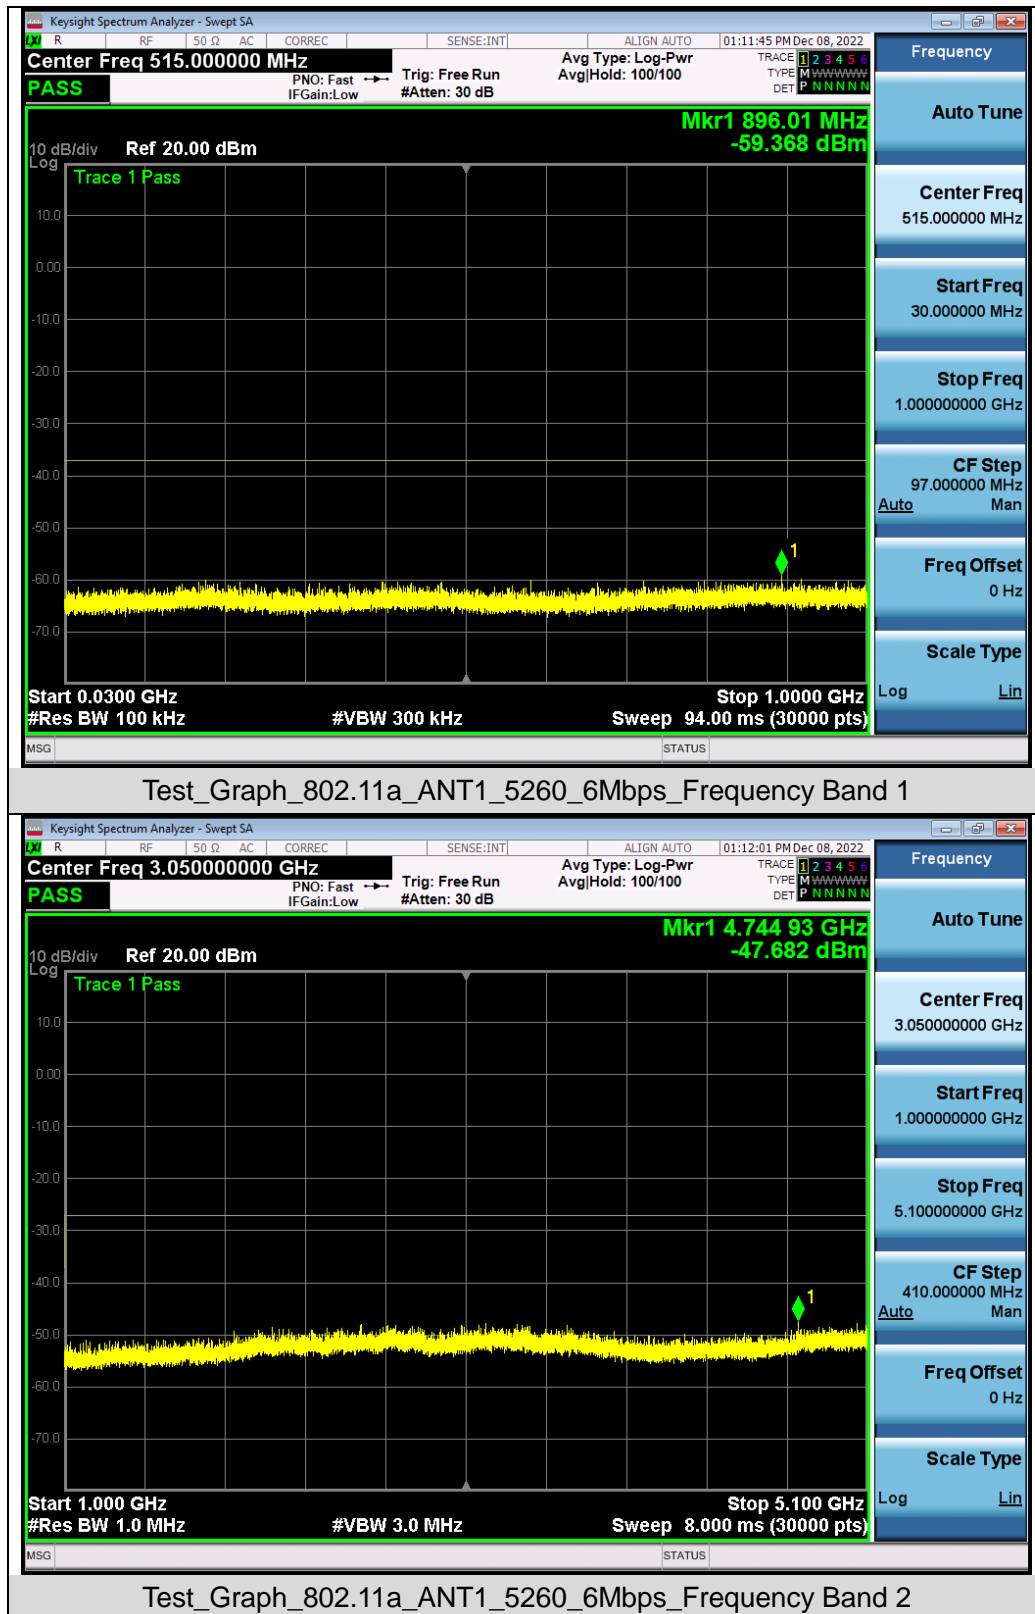 Keysight Spectrum Analyzer - Swept SA
LXI R RF 50 Ω AC CORREC SENSE:INT ALIGN AUTO 01:11:45 PM Dec 08, 2022
Center Freq 515.000000 MHz
PASS
PNO: Fast
IFGain:Low
Trig: Free Run
#Atten: 30 dB
Avg Type: Log-Pwr
Avg|Hold: 100/100
TRACE 1 2 3 4 5 6
TYPE M WWWWW
DET P N N N N N
Mkr1 896.01 MHz
-59.368 dBm
10 dB/div Ref 20.00 dBm
Log
Trace 1 Pass
10.0
0.00
-10.0
-20.0
-30.0
-40.0
-50.0
-60.0
-70.0
1
Start 0.0300 GHz Stop 1.0000 GHz
#Res BW 100 kHz #VBW 300 kHz Sweep 94.00 ms (30000 pts)
MSG STATUS
Frequency
Auto Tune
Center Freq
515.000000 MHz
Start Freq
30.000000 MHz
Stop Freq
1.000000000 GHz
CF Step
97.000000 MHz
Auto Man
Freq Offset
0 Hz
Scale Type
Log Lin
Test_Graph_802.11a_ANT1_5260_6Mbps_Frequency Band 1
Keysight Spectrum Analyzer - Swept SA
LXI R RF 50 Ω AC CORREC SENSE:INT ALIGN AUTO 01:12:01 PM Dec 08, 2022
Center Freq 3.050000000 GHz
PASS
PNO: Fast
IFGain:Low
Trig: Free Run
#Atten: 30 dB
Avg Type: Log-Pwr
Avg|Hold: 100/100
TRACE 1 2 3 4 5 6
TYPE M WWWWW
DET P N N N N N
Mkr1 4.744 93 GHz
-47.682 dBm
10 dB/div Ref 20.00 dBm
Log
Trace 1 Pass
10.0
0.00
-10.0
-20.0
-30.0
-40.0
-50.0
-60.0
-70.0
1
Start 1.000 GHz Stop 5.100 GHz
#Res BW 1.0 MHz #VBW 3.0 MHz Sweep 8.000 ms (30000 pts)
MSG STATUS
Frequency
Auto Tune
Center Freq
3.050000000 GHz
Start Freq
1.000000000 GHz
Stop Freq
5.100000000 GHz
CF Step
410.000000 MHz
Auto Man
Freq Offset
0 Hz
Scale Type
Log Lin
Test_Graph_802.11a_ANT1_5260_6Mbps_Frequency Band 2